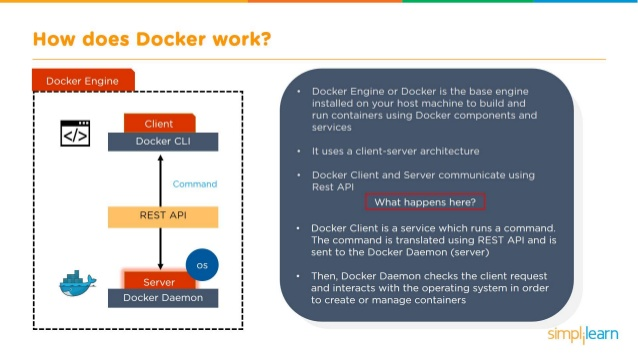 How does Docker work?
Docker Engine
Client
Docker CLI
</>
Command
REST API
OS
Server
Docker Daemon
• Docker Engine or Docker is the base engine
installed on your host machine to build and
run containers using Docker components and
services
• It uses a client-server architecture
• Docker Client and Server communicate using
Rest API
What happens here?
• Docker Client is a service which runs a command.
The command is translated using REST API and is
sent to the Docker Daemon (server)
• Then, Docker Daemon checks the client request
and interacts with the operating system in order
to create or manage containers
simplilearn